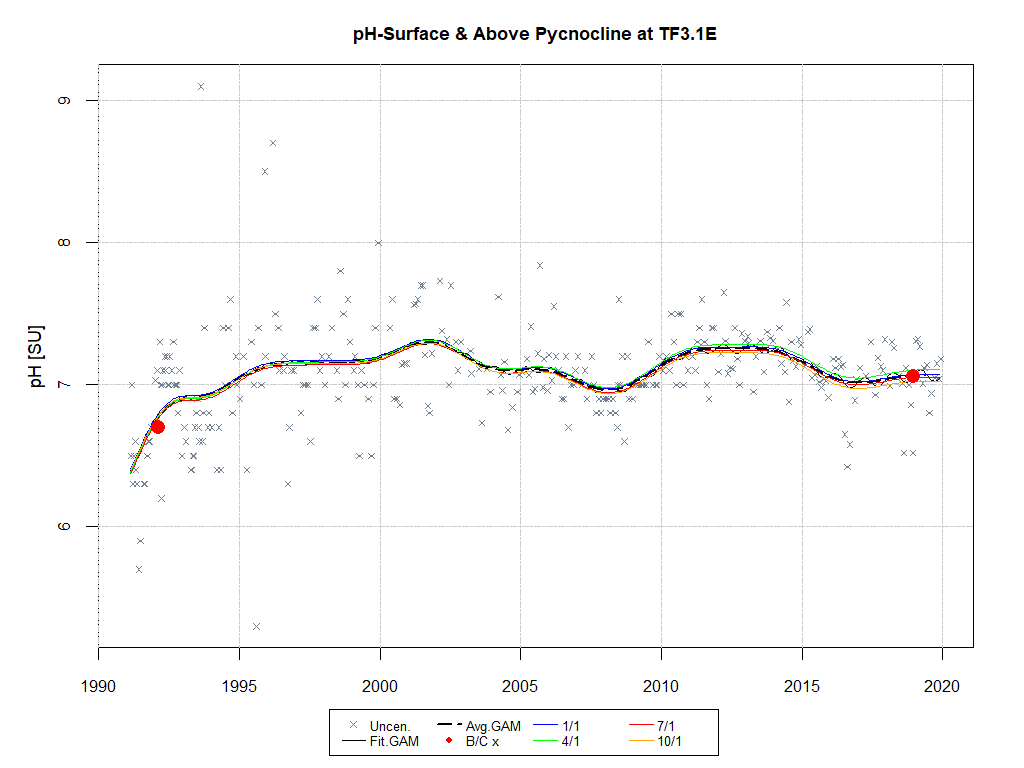 pH-Surface & Above Pycnocline at TF3.1E
pH [SU]
9
8
7
6
1990 1995 2000 2005 2010 2015 2020
Uncen. Avg.GAM 1/1 7/1
Fit.GAM B/C x 4/1 10/1